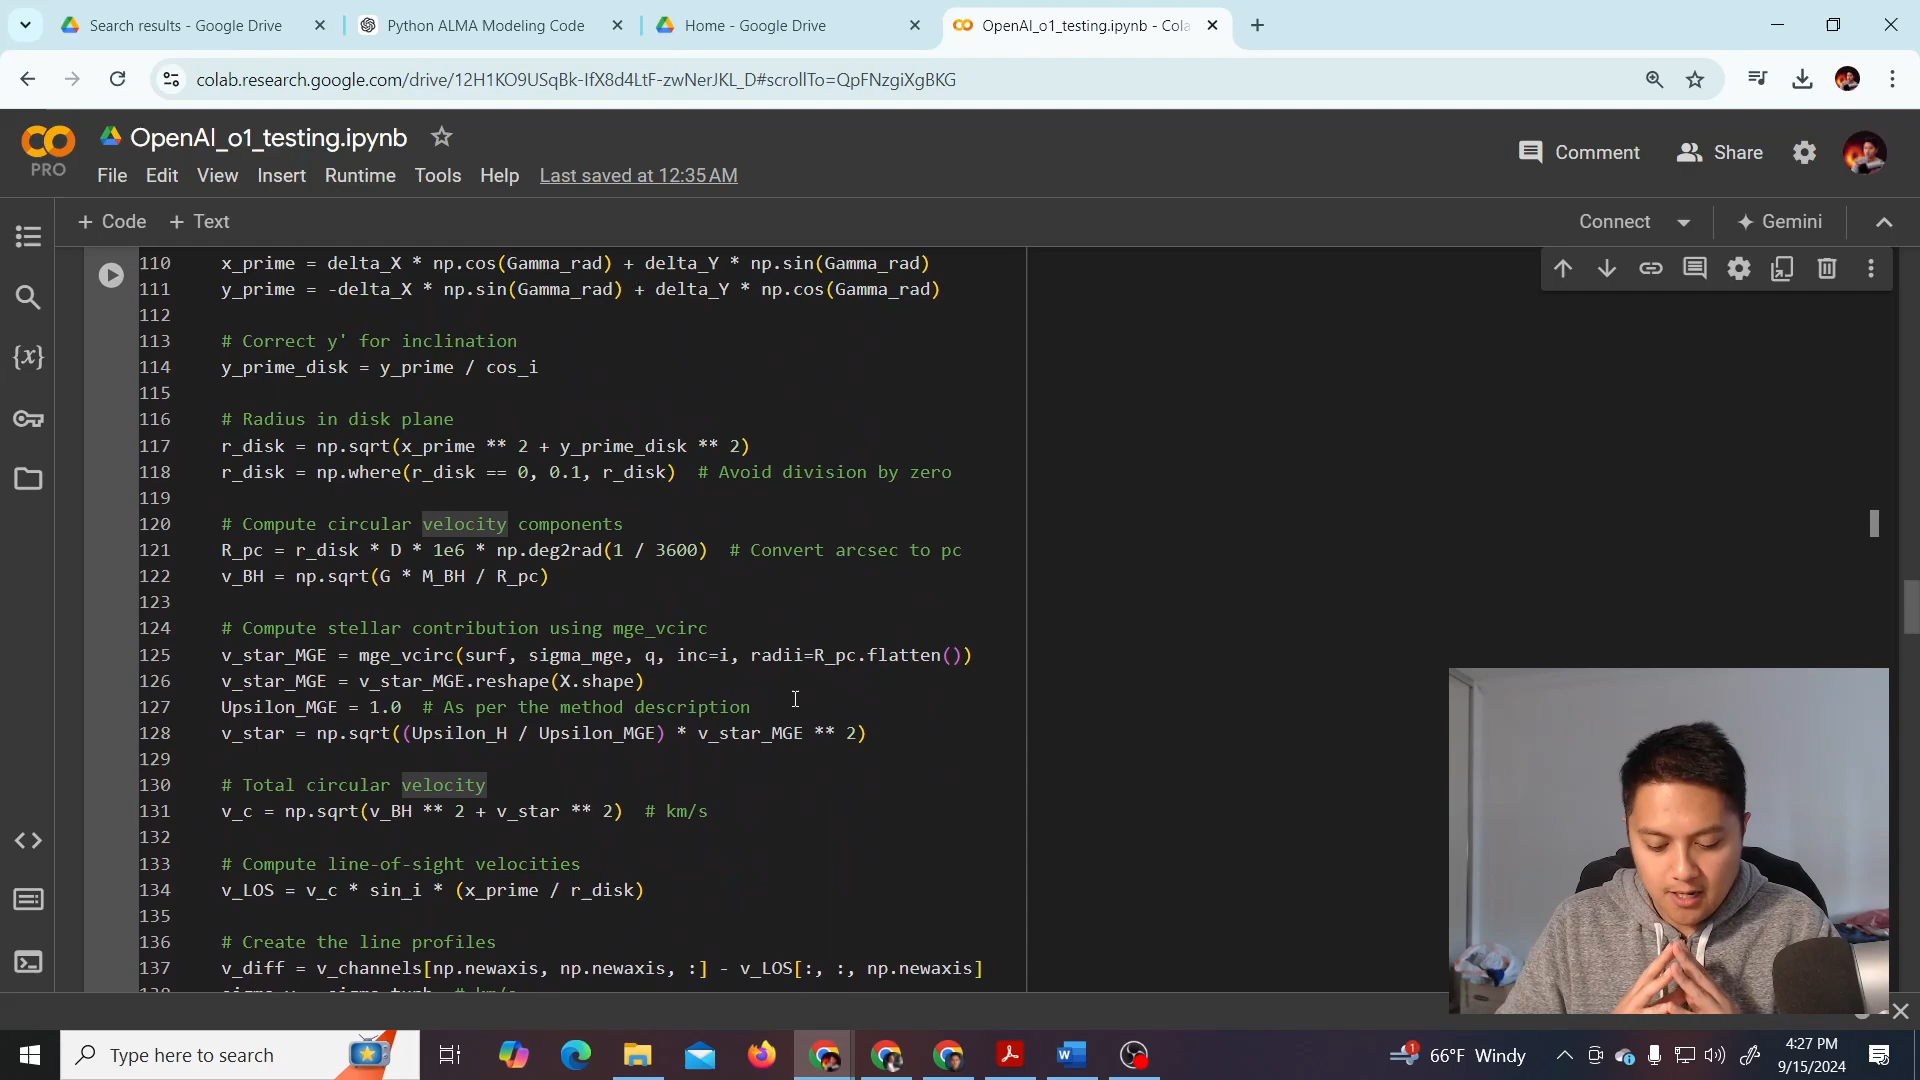 Search results - Google Drive
Python ALMA Modeling Code
Home - Google Drive
OpenAI_o1_testing.ipynb - Cola
colab.research.google.com/drive/12H1KO9USqBk-IfX8d4LtF-zwNerJKL_D#scrollTo=QpFNzgiXgBKG
PRO
OpenAI_o1_testing.ipynb
File Edit View Insert Runtime Tools Help Last saved at 12:35 AM
Comment Share
+ Code + Text
Connect Gemini
110 x_prime = delta_X * np.cos(Gamma_rad) + delta_Y * np.sin(Gamma_rad)
111 y_prime = -delta_X * np.sin(Gamma_rad) + delta_Y * np.cos(Gamma_rad)
112
113 # Correct y' for inclination
114 y_prime_disk = y_prime / cos_i
115
116 # Radius in disk plane
117 r_disk = np.sqrt(x_prime ** 2 + y_prime_disk ** 2)
118 r_disk = np.where(r_disk == 0, 0.1, r_disk) # Avoid division by zero
119
120 # Compute circular velocity components
121 R_pc = r_disk * D * 1e6 * np.deg2rad(1 / 3600) # Convert arcsec to pc
122 v_BH = np.sqrt(G * M_BH / R_pc)
123
124 # Compute stellar contribution using mge_vcirc
125 v_star_MGE = mge_vcirc(surf, sigma_mge, q, inc=i, radii=R_pc.flatten())
126 v_star_MGE = v_star_MGE.reshape(X.shape)
127 Upsilon_MGE = 1.0 # As per the method description
128 v_star = np.sqrt((Upsilon_H / Upsilon_MGE) * v_star_MGE ** 2)
129
130 # Total circular velocity
131 v_c = np.sqrt(v_BH ** 2 + v_star ** 2) # km/s
132
133 # Compute line-of-sight velocities
134 v_LOS = v_c * sin_i * (x_prime / r_disk)
135
136 # Create the line profiles
137 v_diff = v_channels[np.newaxis, np.newaxis, :] - v_LOS[:, :, np.newaxis]
Type here to search
1
66°F Windy
4:27 PM
9/15/2024